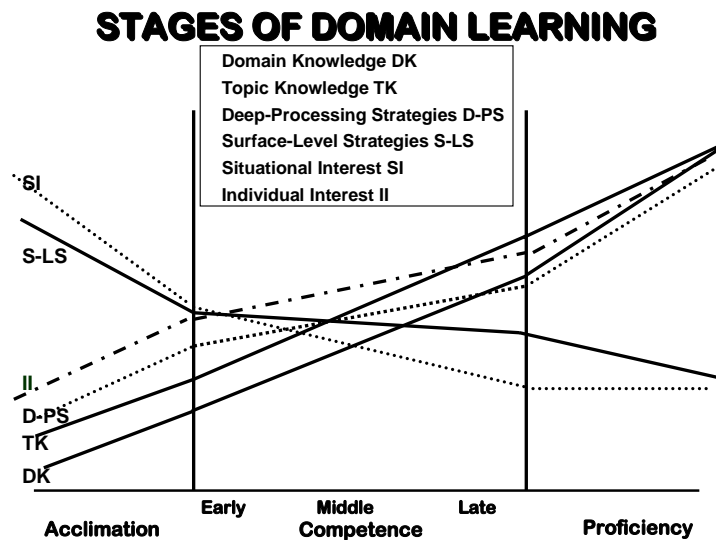 STAGES OF DOMAIN LEARNING
Domain Knowledge DK
Topic Knowledge TK
Deep-Processing Strategies D-PS
Surface-Level Strategies S-LS
Situational Interest SI
Individual Interest II
SI
S-LS
II
D-PS
TK
DK
Early Middle Late
Acclimation Competence Proficiency